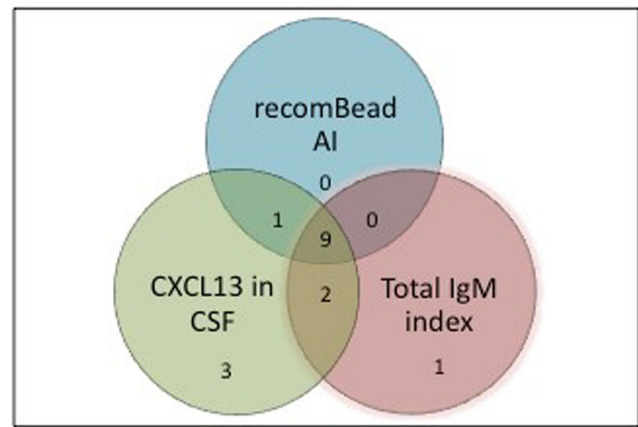 recomBead
AI
0
1
0
9
CXCL13 in
CSF
2
Total IgM
index
3
1